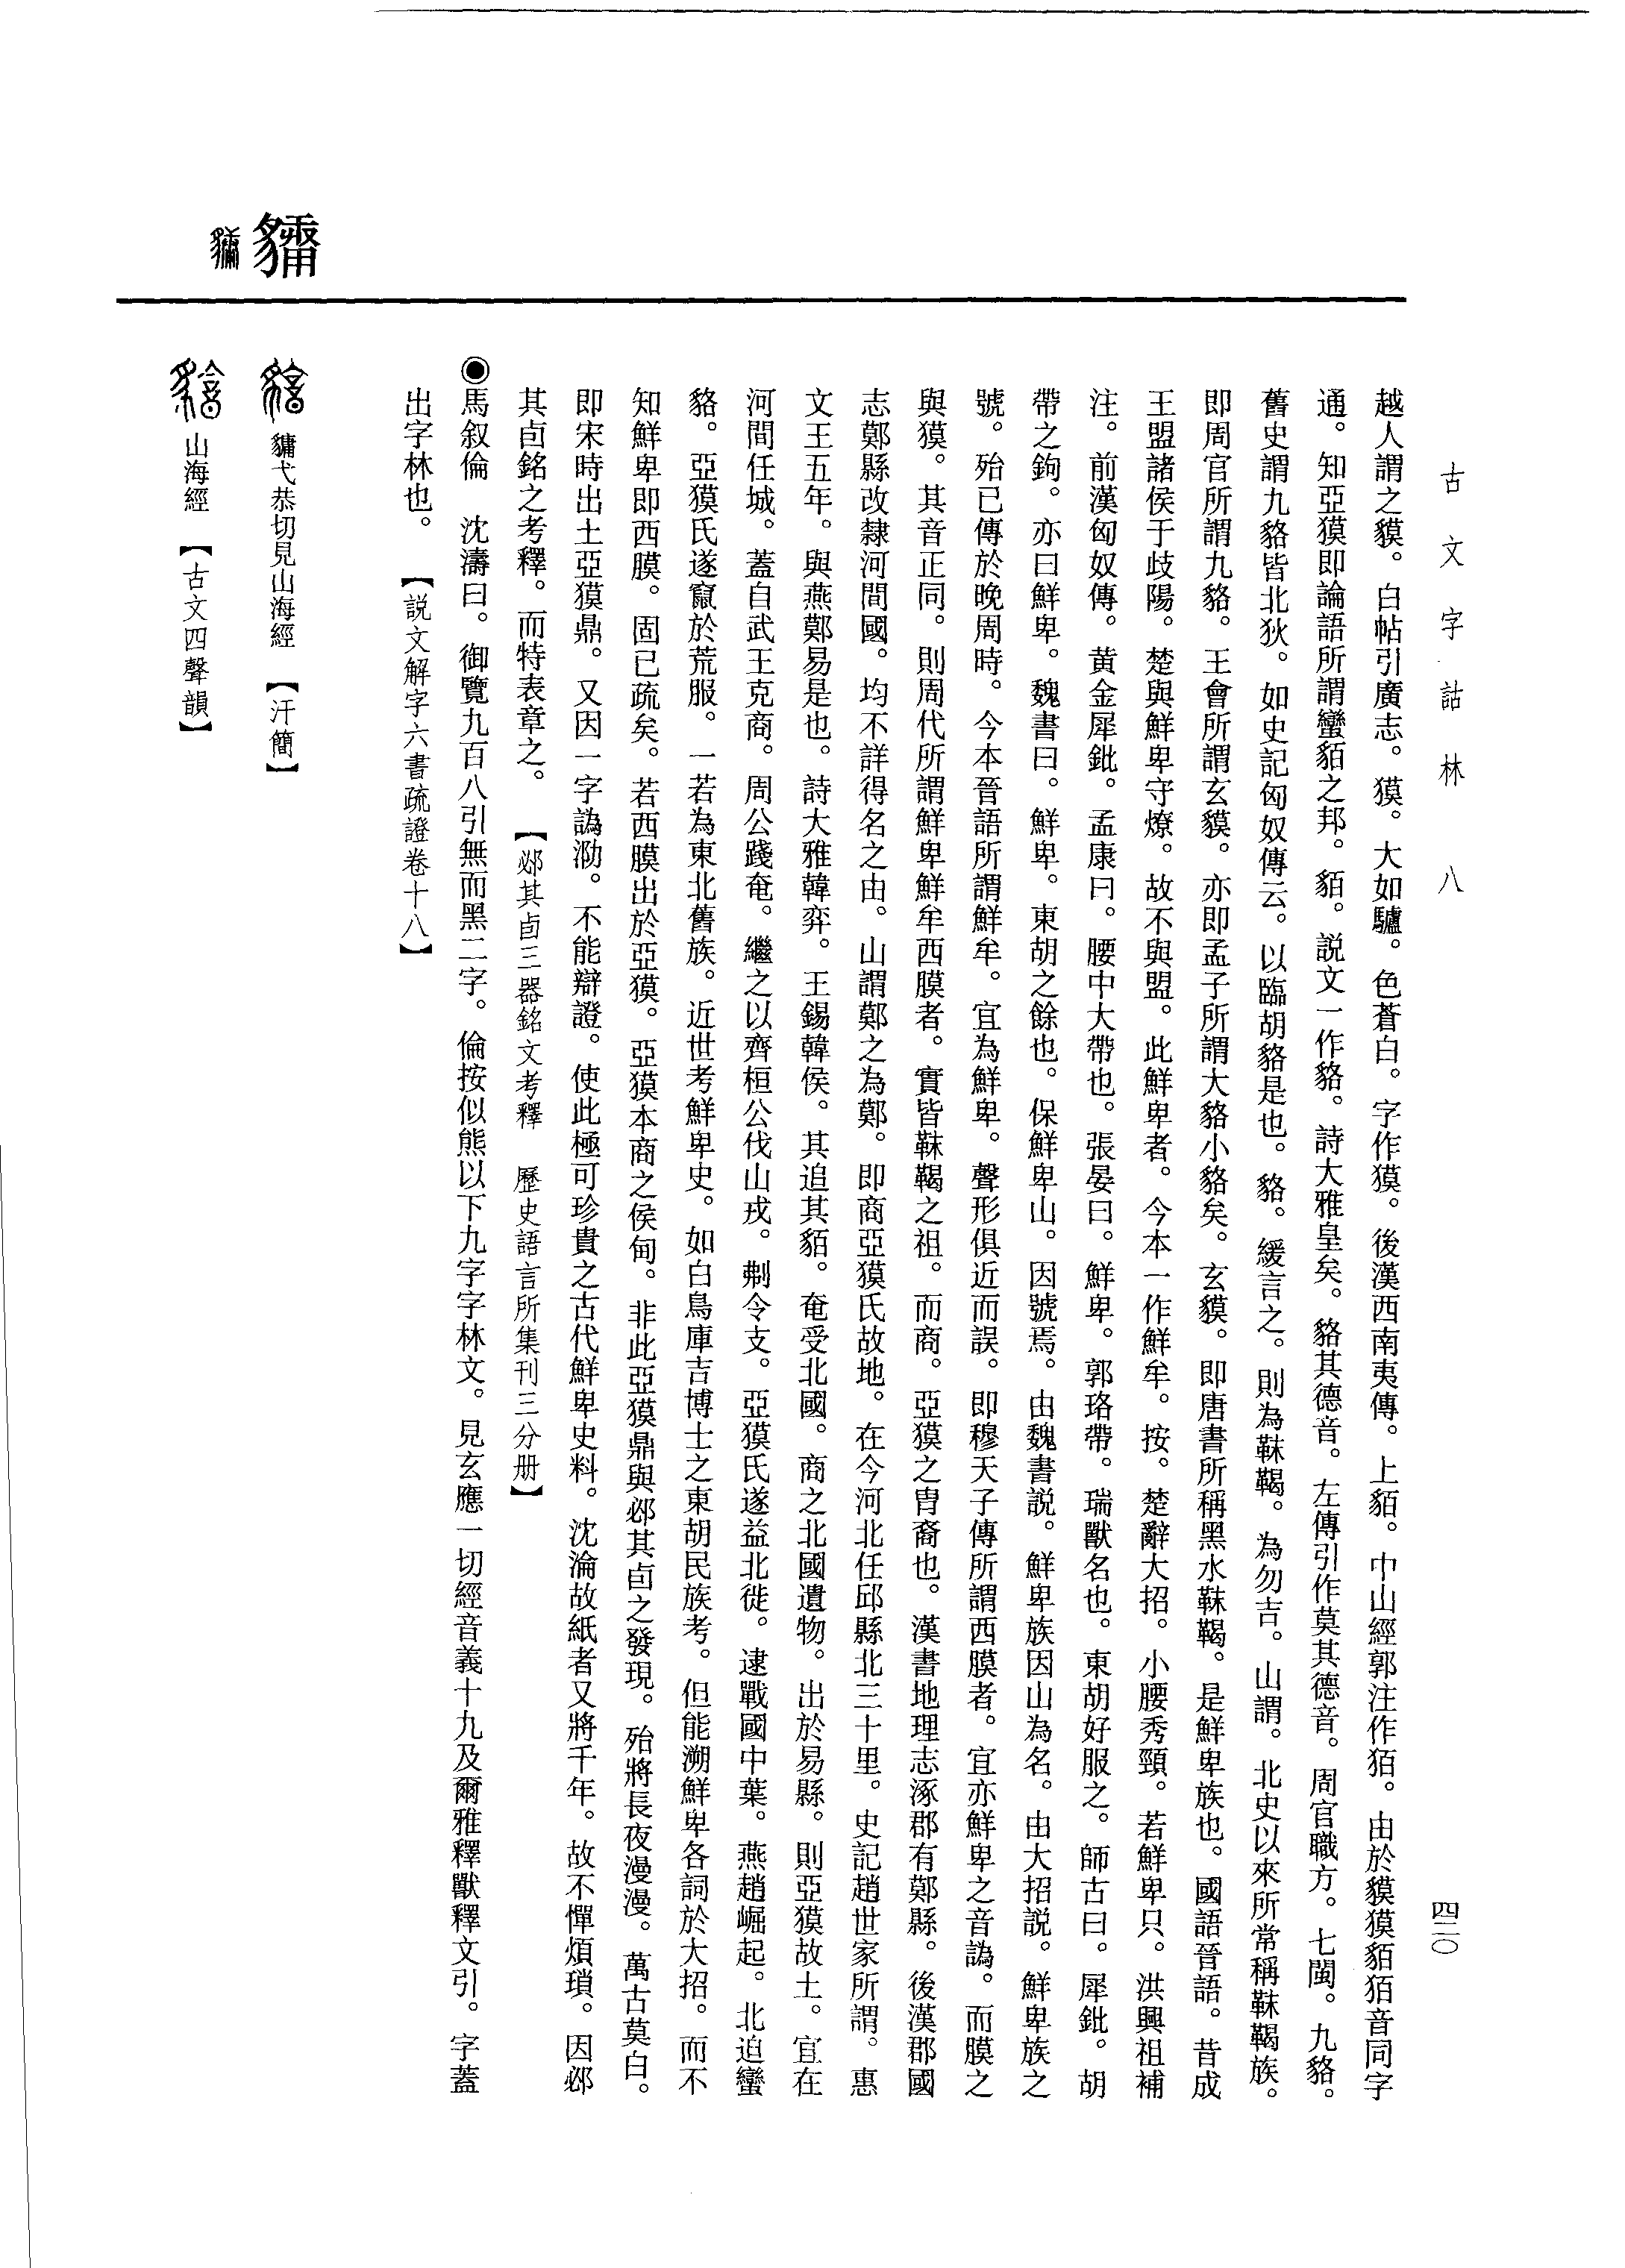 古文字詁林　八
四三〇
越人謂之貘。白帖引廣志。獏。大如驢。色蒼白。字作獏。後漢西南夷傳。上貊。中山經郭注作狛。由於貘獏貊狛音同字
通。知亞獏即論語所謂蠻貊之邦。貊。説文一作貉。詩大雅皇矣。貉其德音。左傳引作莫其德音。周官職方。七閩。九貉。
舊史謂九貉皆北狄。如史記匈奴傳云。以臨胡貉是也。貉。緩言之。則為靺鞨。為勿吉。山謂。北史以來所常稱靺鞨族。
即周官所謂九貉。王會所謂玄貘。亦即孟子所謂大貉小貉矣。玄貘。即唐書所稱黑水靺鞨。是鮮卑族也。國語晉語。昔成
王盟諸侯于歧陽。楚與鮮卑守燎。故不與盟。此鮮卑者。今本一作鮮牟。按。楚辭大招。小腰秀頸。若鮮卑只。洪興祖補
注。前漢匈奴傳。黃金犀毗。孟康曰。腰中大帶也。張晏曰。鮮卑。郭珞帶。瑞獸名也。東胡好服之。師古曰。犀毗。胡
帶之鉤。亦曰鮮卑。魏書曰。鮮卑。東胡之餘也。保鮮卑山。因號焉。由魏書説。鮮卑族因山為名。由大招説。鮮卑族之
號。殆已傳於晚周時。今本晉語所謂鮮牟。宜為鮮卑。聲形俱近而誤。即穆天子傳所謂西膜者。宜亦鮮卑之音譌。而膜之
與獏。其音正同。則周代所謂鮮卑鮮牟西膜者。實皆靺鞨之祖。而商。亞獏之胄裔也。漢書地理志涿郡有鄚縣。後漢郡國
志鄚縣改隸河間國。均不詳得名之由。山謂鄚之為鄚。即商亞獏氏故地。在今河北任邱縣北三十里。史記趙世家所謂。惠
文王五年。與燕鄚易是也。詩大雅韓弈。王錫韓侯。其追其貊。奄受北國。商之北國遺物。出於易縣。則亞獏故土。宜在
河間任城。蓋自武王克商。周公踐奄。繼之以齊桓公伐山戎。刜令支。亞獏氏遂益北徙。逮戰國中葉。燕趙崛起。北迫蠻
貉。亞獏氏遂竄於荒服。一若為東北舊族。近世考鮮卑史。如白鳥庫吉博士之東胡民族考。但能溯鮮卑各詞於大招。而不
知鮮卑即西膜。固已疏矣。若西膜出於亞獏。亞獏本商之侯甸。非此亞獏鼎與邲其卣之發現。殆將長夜漫漫。萬古莫白。
即宋時出土亞獏鼎。又因一字譌泐。不能辯證。使此極可珍貴之古代鮮卑史料。沈淪故紙者又將千年。故不憚煩瑣。因邲
其卣銘之考釋。而特表章之。　【邲其卣三器銘文考釋　歷史語言所集刊三分册】
◉馬叙倫　沈濤曰。御覽九百八引無而黑二字。倫按似熊以下九字字林文。見玄應一切經音義十九及爾雅釋獸釋文引。字蓋
出字林也。　【説文解字六書疏證卷十八】
貓
𤡑弋恭切見山海經　【汗簡】
山海經　【古文四聲韻】